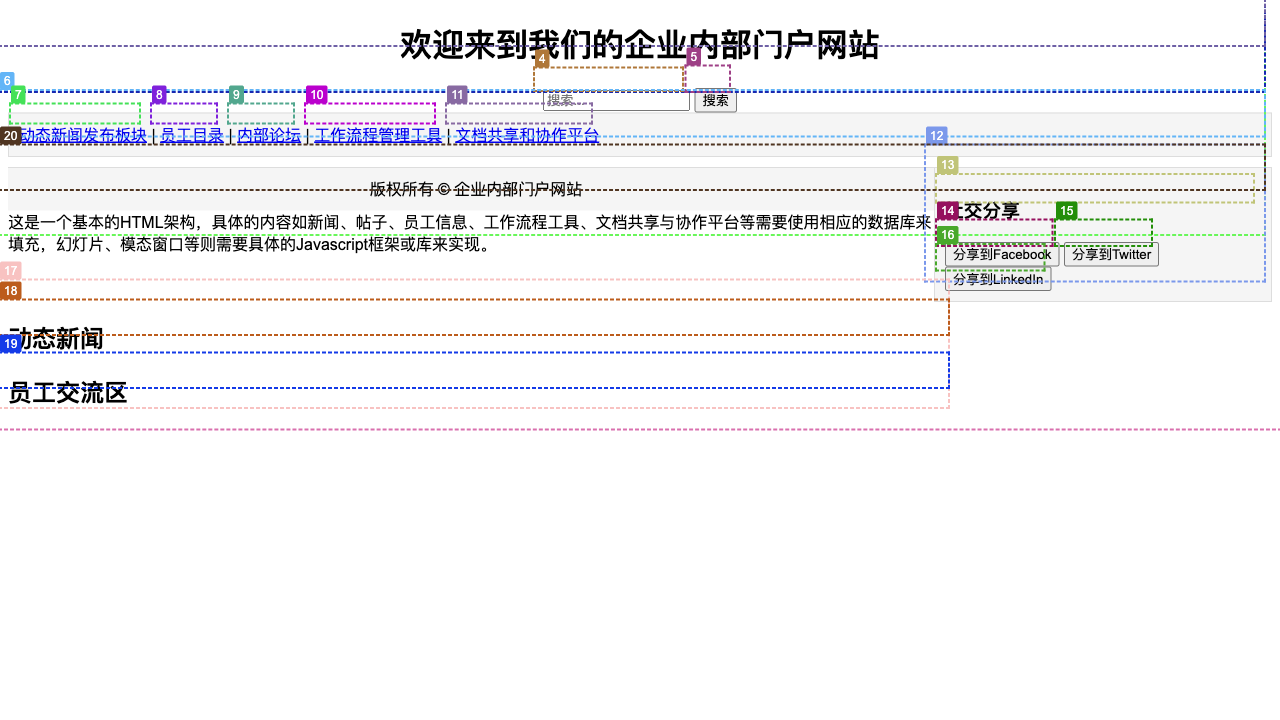 欢迎来到我们的企业内部门户网站
4
5
搜索 搜索
6
7 8 9 10 11
动态新闻发布板块 | 员工目录 | 内部论坛 | 工作流程管理工具 | 文档共享和协作平台
20
12
13
版权所有 © 企业内部门户网站
社交分享
14 15
16
这是一个基本的HTML架构，具体的内容如新闻、帖子、员工信息、工作流程工具、文档共享与协作平台等需要使用相应的数据库来
填充，幻灯片、模态窗口等则需要具体的Javascript框架或库来实现。
分享到Facebook 分享到Twitter
分享到LinkedIn
17
18
动态新闻
19
员工交流区